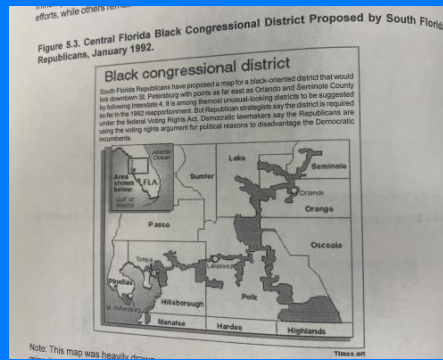 efforts, while others
Figure 5.3. Central Florida Black Congressional District Proposed by South Florid
Republicans, January 1992.
Black congressional district
South Florida Republicans have proposed a map for a black-oriented district that would
link downtown St. Petersburg with points as far east as Orlando and Seminole County
by following Interstate 4. It is among themost unusual-looking districts to be suggested
so far in the 1992 reapportionment. But Republican strategists say the district is required
under the federal Voting Rights Act. Democratic lawmakers say the Republicans are
using the voting rights argument for political reasons to disadvantage the Democratic
incumbents.
Atlantic
Ocean
Area
shown
below
FLA.
Gulf of
Mexico
Lake
Sumter
Seminole
Orlando
Orange
Pasco
Osceola
Tampa
Lakeland
Pinellas
Polk
Hillsborough
St. Petersburg
Manatee
Hardee
Highlands
Times art
Note: This map was heavily